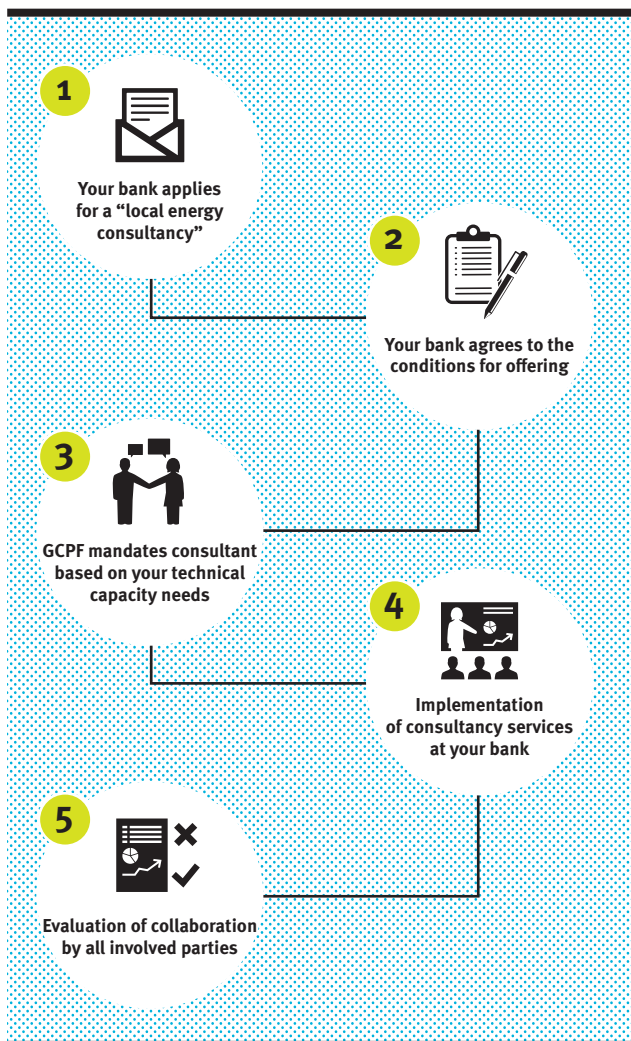 1
Your bank applies
for a “local energy
consultancy”
2
Your bank agrees to the
conditions for offering
3
GCPF mandates consultant
based on your technical
capacity needs
4
Implementation
of consultancy services
at your bank
5
Evaluation of collaboration
by all involved parties